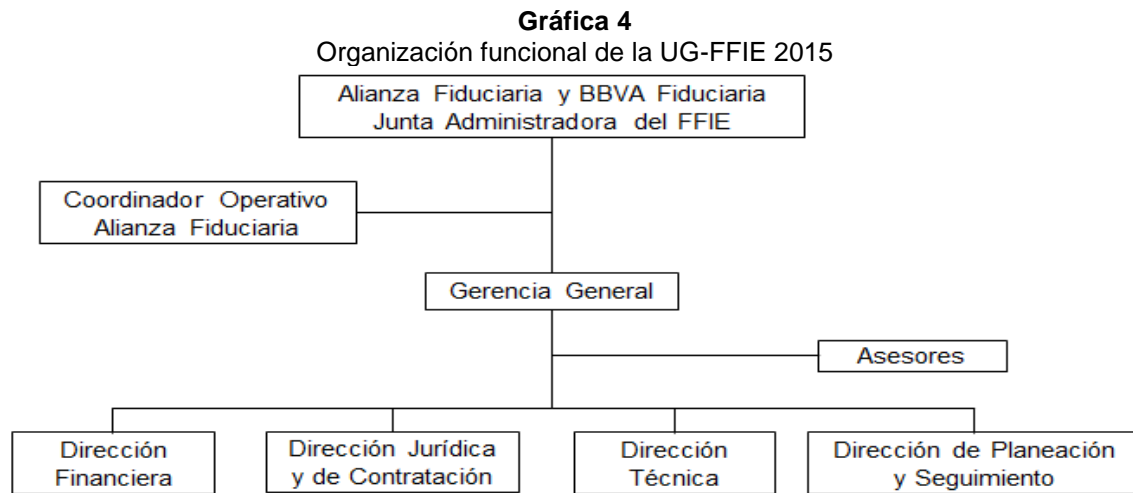 Gráfica 4
Organización funcional de la UG-FFIE 2015
Alianza Fiduciaria y BBVA Fiduciaria
Junta Administradora del FFIE
Coordinador Operativo
Alianza Fiduciaria
Gerencia General
Asesores
Dirección
Financiera
Dirección Jurídica
y de Contratación
Dirección
Técnica
Dirección de Planeación
y Seguimiento